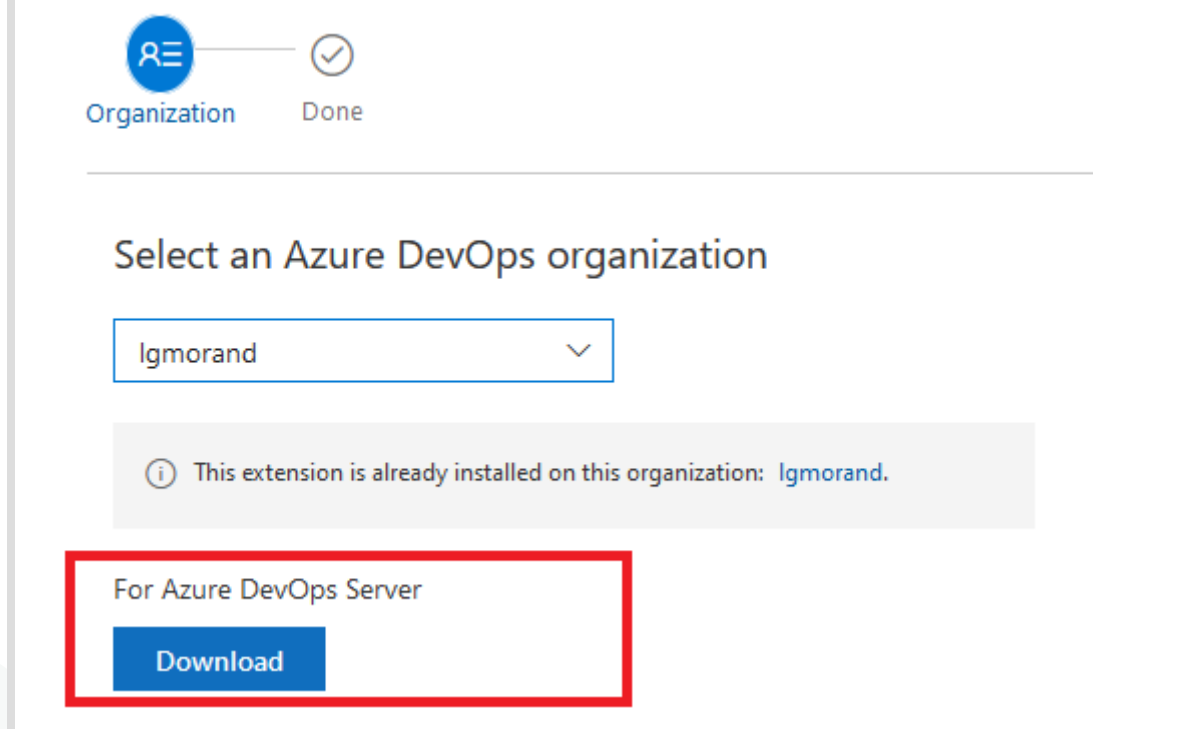 Organization
Done
Select an Azure DevOps organization
lgmorand
This extension is already installed on this organization: lgmorand.
For Azure DevOps Server
Download